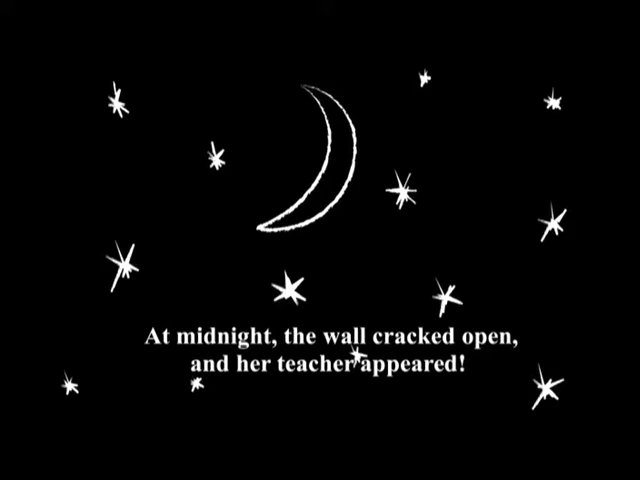 At midnight, the wall cracked open,
and her teacher appeared!